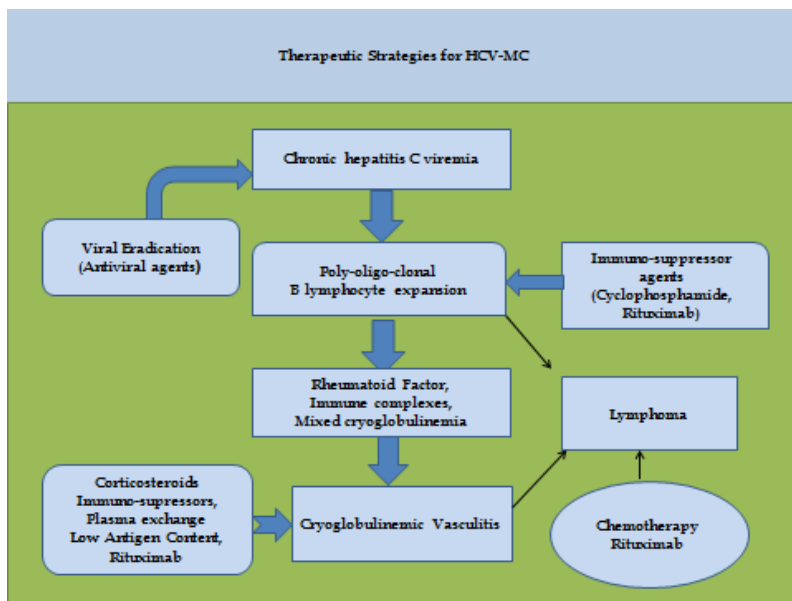 Therapeutic Strategies for HCV-MC
Chronic hepatitis C viremia
Viral Eradication
(Antiviral agents)
Poly-oligo-clonal
B lymphocyte expansion
Immuno-suppressor
agents
(Cyclophosphamide,
Rituximab)
Rheumatoid Factor,
Immune complexes,
Mixed cryoglobulinemia
Lymphoma
Corticosteroids
Immuno-supressors,
Plasma exchange
Low Antigen Content,
Rituximab
Cryoglobulinemic Vasculitis
Chemotherapy
Rituximab